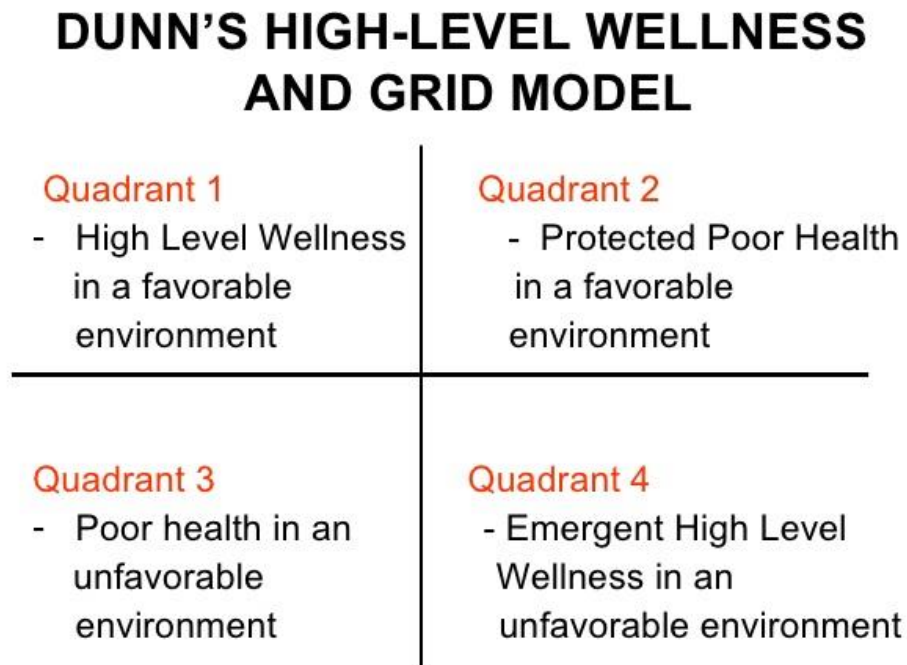 DUNN'S HIGH-LEVEL WELLNESS
AND GRID MODEL
Quadrant 1
- High Level Wellness
in a favorable
environment
Quadrant 2
- Protected Poor Health
in a favorable
environment
Quadrant 3
- Poor health in an
unfavorable
environment
Quadrant 4
- Emergent High Level
Wellness in an
unfavorable environment